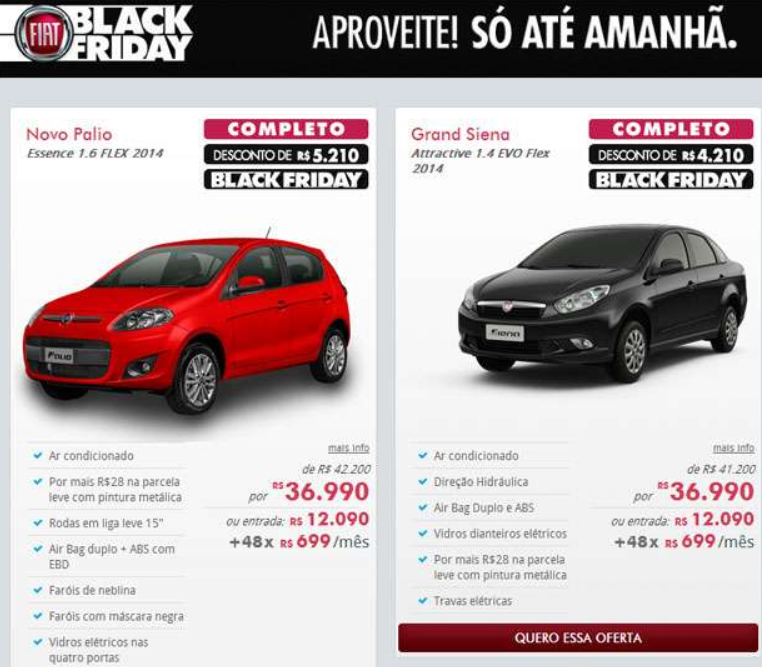 FIAT
BLACK
FRIDAY
APROVEITE! SÓ ATÉ AMANHÃ.
Novo Palio
Essence 1.6 FLEX 2014
COMPLETO
DESCONTO DE R$ 5.210
BLACK FRIDAY
PALIO
Ar condicionado
Por mais R$28 na parcela
leve com pintura metálica
Rodas em liga leve 15"
Air Bag duplo + ABS com
EBD
Faróis de neblina
Faróis com máscara negra
Vidros elétricos nas
quatro portas
mais info
de R$ 42.200
por R$ 36.990
ou entrada: R$ 12.090
+48x R$ 699/mês
Grand Siena
Attractive 1.4 EVO Flex
2014
COMPLETO
DESCONTO DE R$ 4.210
BLACK FRIDAY
Siena
Ar condicionado
Direção Hidráulica
Air Bag Duplo e ABS
Vidros dianteiros elétricos
Por mais R$28 na parcela
leve com pintura metálica
Travas elétricas
mais info
de R$ 41.200
por R$ 36.990
ou entrada: R$ 12.090
+48x R$ 699/mês
QUERO ESSA OFERTA